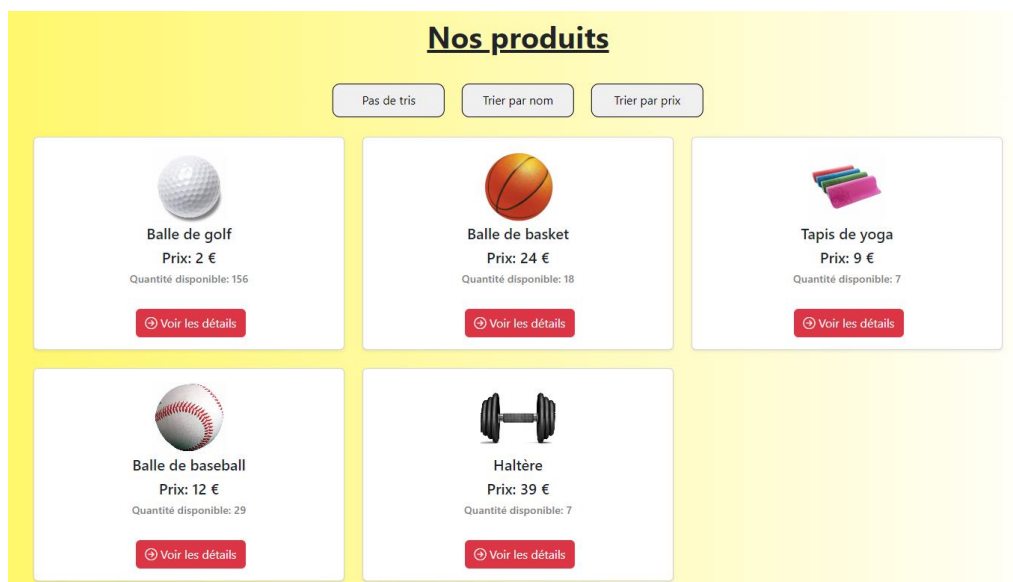 Nos produits
Pas de tris
Trier par nom
Trier par prix
Balle de golf
Prix: 2 €
Quantité disponible: 156
Voir les détails
Balle de basket
Prix: 24 €
Quantité disponible: 18
Voir les détails
Tapis de yoga
Prix: 9 €
Quantité disponible: 7
Voir les détails
Balle de baseball
Prix: 12 €
Quantité disponible: 29
Voir les détails
Haltère
Prix: 39 €
Quantité disponible: 7
Voir les détails